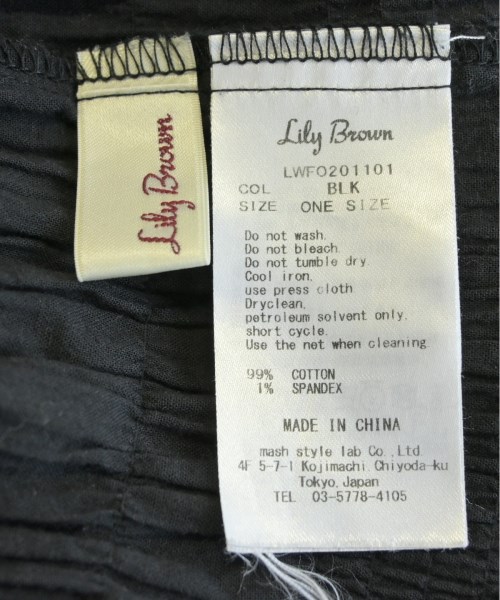 Lily Brown
Lily Brown
LWFO201101
COL BLK
SIZE ONE SIZE
Do not wash.
Do not bleach.
Do not tumble dry
Cool iron.
use press cloth
Dryclean.
petroleum solvent only.
short cycle.
Use the net when cleaning
99% COTTON
1% SPANDEX
MADE IN CHINA
mash style lab Co.,Ltd.
4F 5-7-1 Kojimachi,Chiyoda-ku
Tokyo,Japan
TEL 03-5778-4105